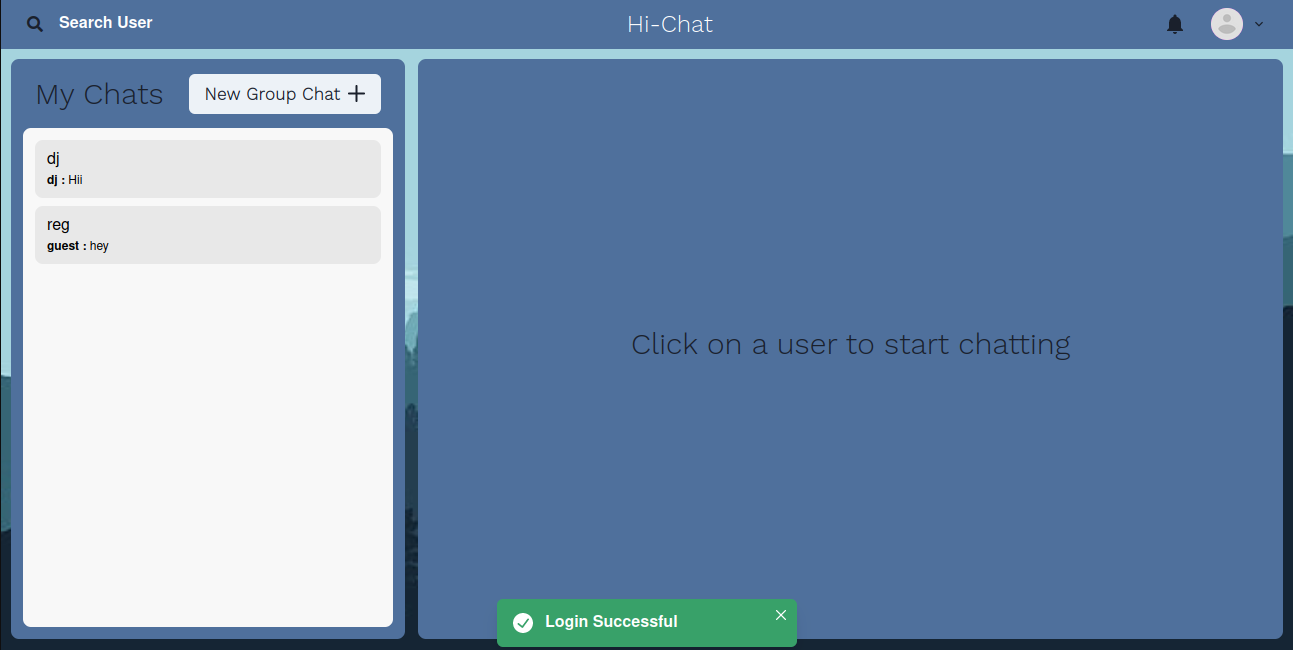 Search User
Hi-Chat
My Chats
New Group Chat
dj
dj : Hii
reg
guest : hey
Click on a user to start chatting
Login Successful